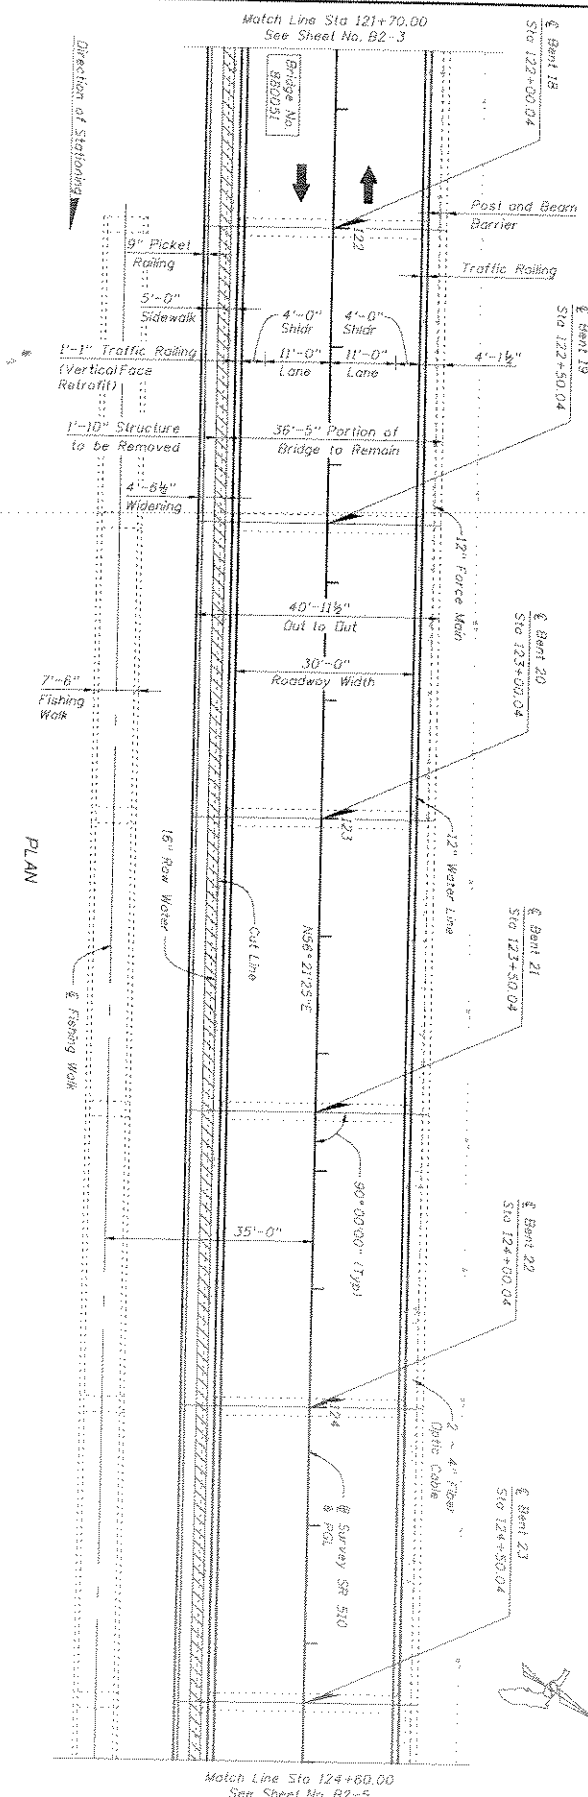 Match Line Sta 121+70.00
See Sheet No. B2-3
℄ Bent 18
Sta 122+00.04
Direction of Stationing
Bridge No.
880051
Post and Beam
Barrier
122
9" Picket
Railing
Traffic Railing
5'-0"
Sidewalk
4'-0"
Shldr
4'-0"
Shldr
℄ Bent 19
Sta 122+50.04
1'-1" Traffic Railing
(Vertical Face
Retrofit)
11'-0"
Lane
11'-0"
Lane
4'-1½"
1'-10" Structure
to be Removed
36'-5" Portion of
Bridge to Remain
4'-6½"
Widening
12" Force Main
40'-11½"
Out to Out
℄ Bent 20
Sta 123+00.04
30'-0"
Roadway Width
7'-6"
Fishing
Walk
123
12" Water Line
PLAN
16" Raw Water
Cut Line
N56°21'25"E
℄ Bent 21
Sta 123+50.04
℄ Fishing Walk
90°00'00" (Typ)
35'-0"
℄ Bent 22
Sta 124+00.04
124
2 ~ 4" Fiber
Optic Cable
℄ Survey SR 510
& PGL
℄ Bent 23
Sta 124+50.04
Match Line Sta 124+60.00
See Sheet No. B2-5